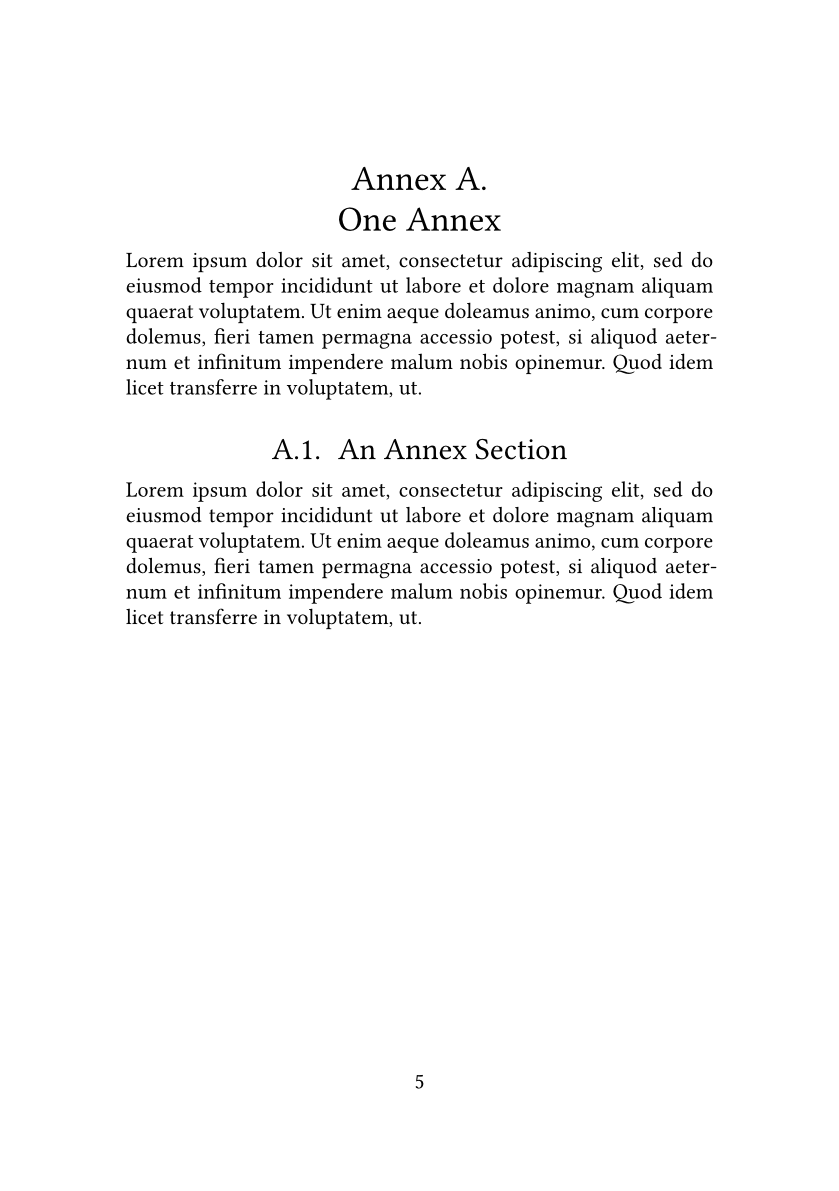 Annex A.
One Annex
Lorem ipsum dolor sit amet, consectetur adipiscing elit, sed do
eiusmod tempor incididunt ut labore et dolore magnam aliquam
quaerat voluptatem. Ut enim aeque doleamus animo, cum corpore
dolemus, fieri tamen permagna accessio potest, si aliquod aeter-
num et infinitum impendere malum nobis opinemur. Quod idem
licet transferre in voluptatem, ut.
A.1. An Annex Section
Lorem ipsum dolor sit amet, consectetur adipiscing elit, sed do
eiusmod tempor incididunt ut labore et dolore magnam aliquam
quaerat voluptatem. Ut enim aeque doleamus animo, cum corpore
dolemus, fieri tamen permagna accessio potest, si aliquod aeter-
num et infinitum impendere malum nobis opinemur. Quod idem
licet transferre in voluptatem, ut.
5